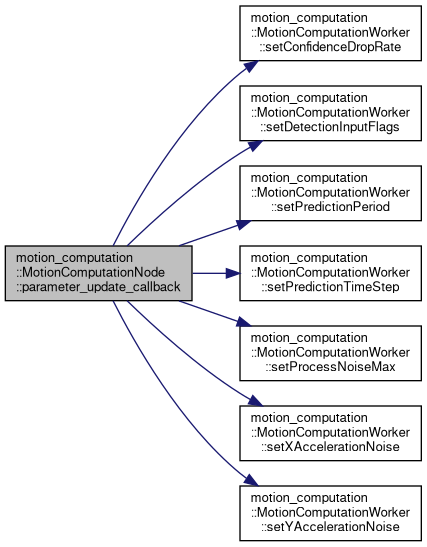 motion_computation
::MotionComputationNode
::parameter_update_callback
motion_computation
::MotionComputationWorker
::setConfidenceDropRate
motion_computation
::MotionComputationWorker
::setDetectionInputFlags
motion_computation
::MotionComputationWorker
::setPredictionPeriod
motion_computation
::MotionComputationWorker
::setPredictionTimeStep
motion_computation
::MotionComputationWorker
::setProcessNoiseMax
motion_computation
::MotionComputationWorker
::setXAccelerationNoise
motion_computation
::MotionComputationWorker
::setYAccelerationNoise